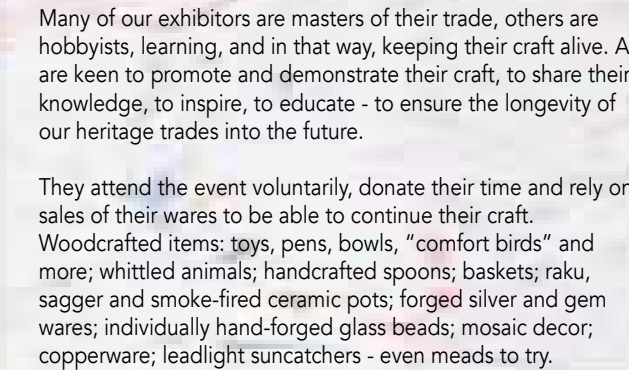 Many of our exhibitors are masters of their trade, others are
hobbyists, learning, and in that way, keeping their craft alive. A
are keen to promote and demonstrate their craft, to share their
knowledge, to inspire, to educate - to ensure the longevity of
our heritage trades into the future.
They attend the event voluntarily, donate their time and rely on
sales of their wares to be able to continue their craft.
Woodcrafted items: toys, pens, bowls, “comfort birds” and
more; whittled animals; handcrafted spoons; baskets; raku,
sagger and smoke-fired ceramic pots; forged silver and gem
wares; individually hand-forged glass beads; mosaic decor;
copperware; leadlight suncatchers - even meads to try.